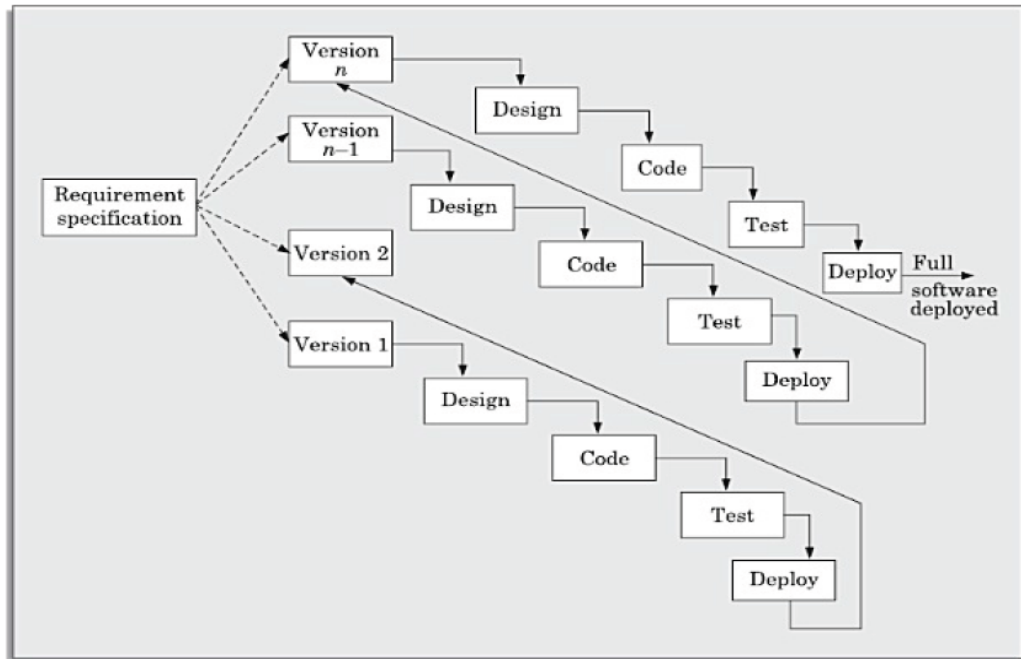 Version
n
Design
Version
n–1
Code
Requirement
specification
Design
Test
Version 2
Code
Deploy
Full
software
deployed
Test
Version 1
Deploy
Design
Code
Test
Deploy